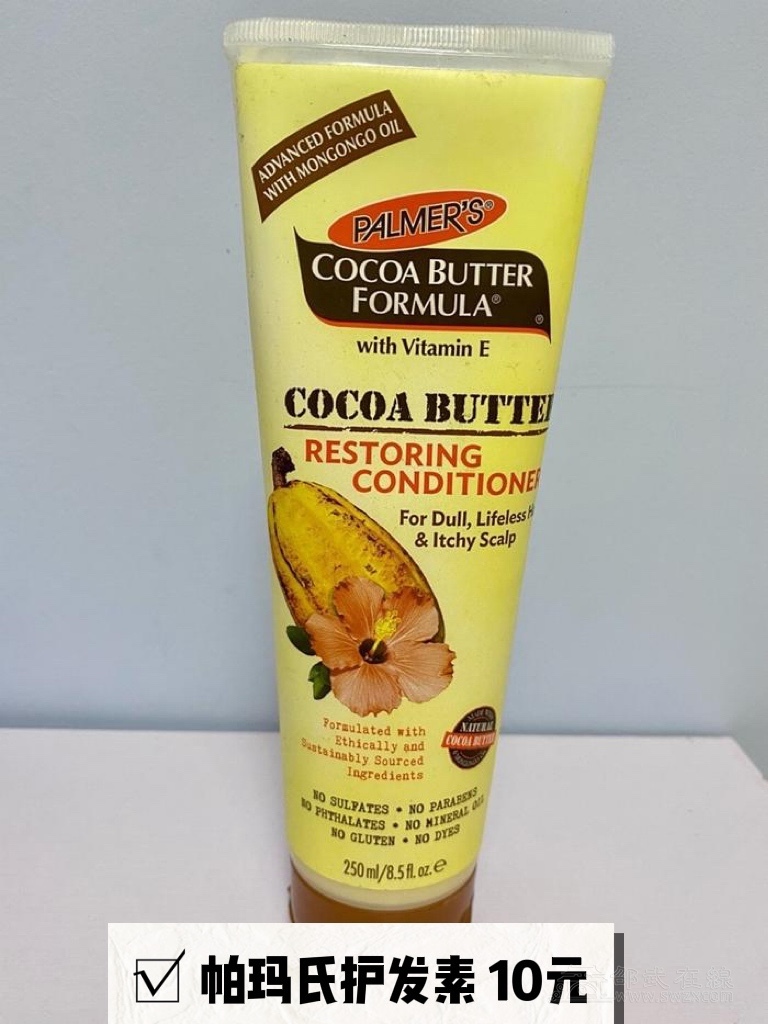 ADVANCED FORMULA
WITH MONGONGO OIL
PALMER'S®
COCOA BUTTER
FORMULA®
®
with Vitamin E
COCOA BUTTE
RESTORING
CONDITIONER
For Dull, Lifeless H
& Itchy Scalp
Formulated with
Ethically and
Sustainably Sourced
Ingredients
NATURAL
COCOA BUTTER
NO SULFATES • NO PARABENS
NO PHTHALATES • NO MINERAL OIL
NO GLUTEN • NO DYES
250 ml/8.5 fl. oz. ℮
☑ 帕玛氏护发素 10元